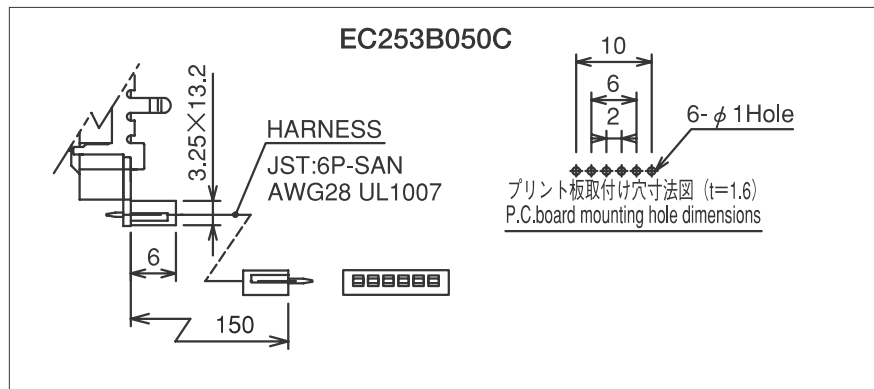 EC253B050C
3.25×13.2
HARNESS
JST:6P-SAN
AWG28 UL1007
6
150
10
6
2
6-φ1Hole
プリント板取付け穴寸法図 (t=1.6)
P.C.board mounting hole dimensions